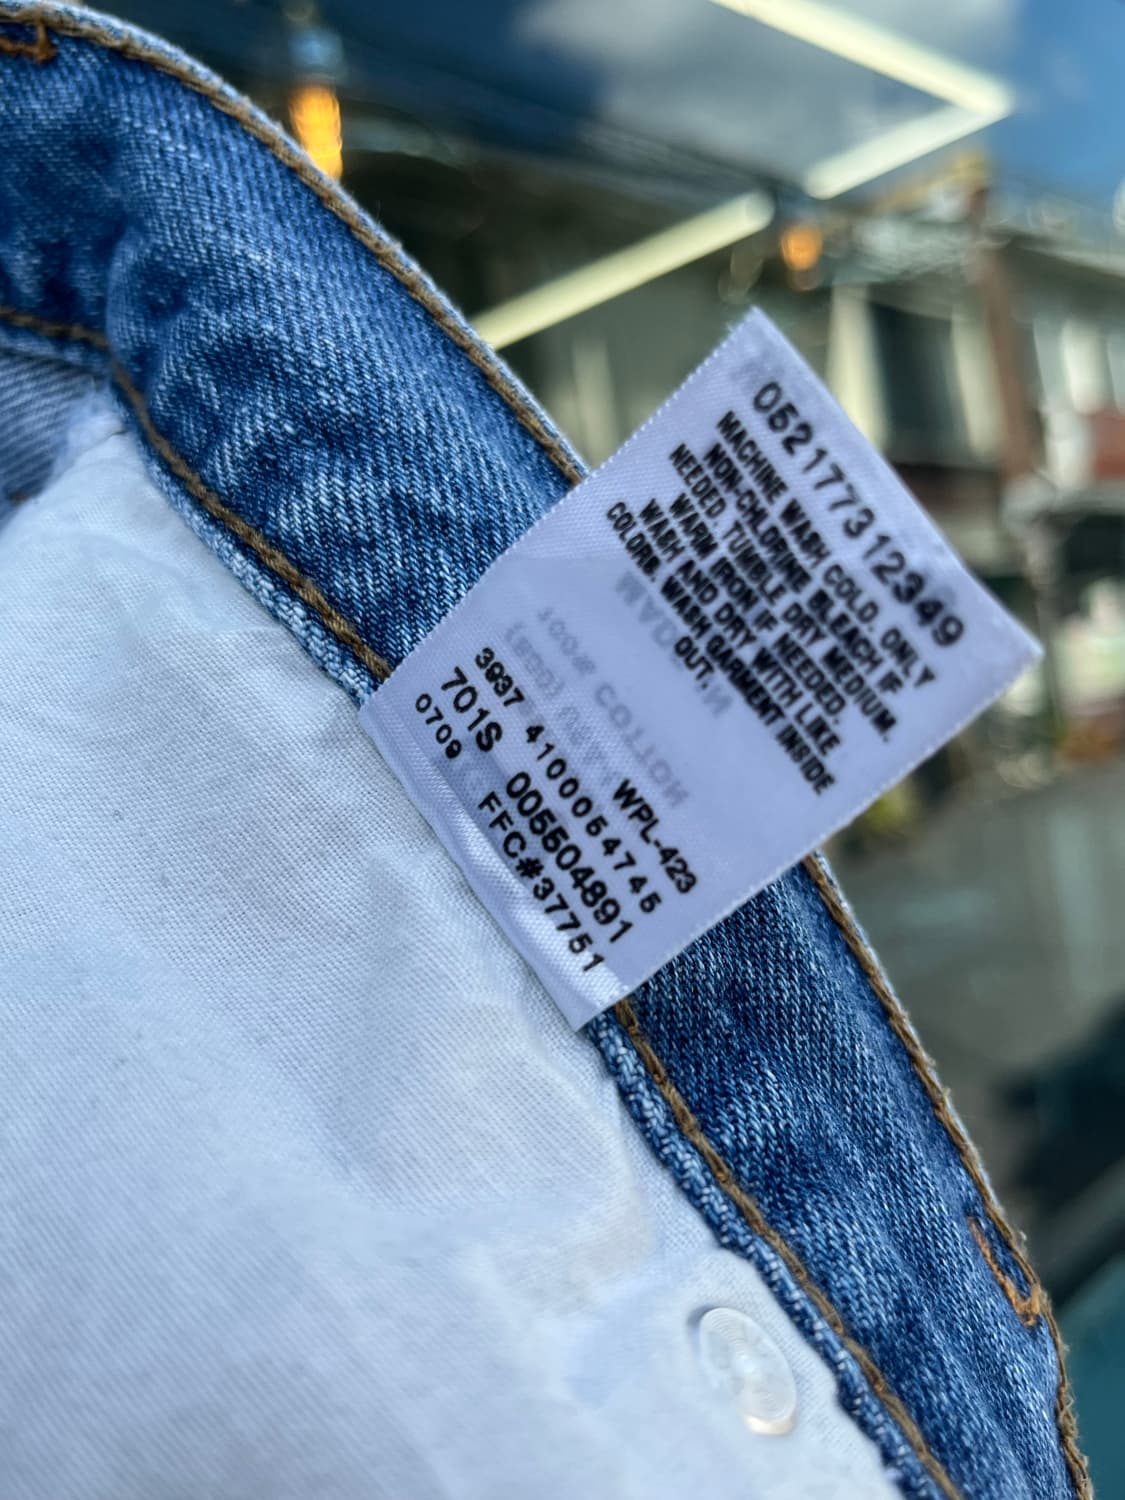 052177312349
MACHINE WASH COLD. ONLY
NON-CHLORINE BLEACH IF
NEEDED. TUMBLE DRY MEDIUM.
WARM IRON IF NEEDED.
WASH AND DRY WITH LIKE
COLORS. WASH GARMENT INSIDE
OUT.
100% COTTON
WPL-423
3937 4100054745
701S 005504891
0709 FFC#37751